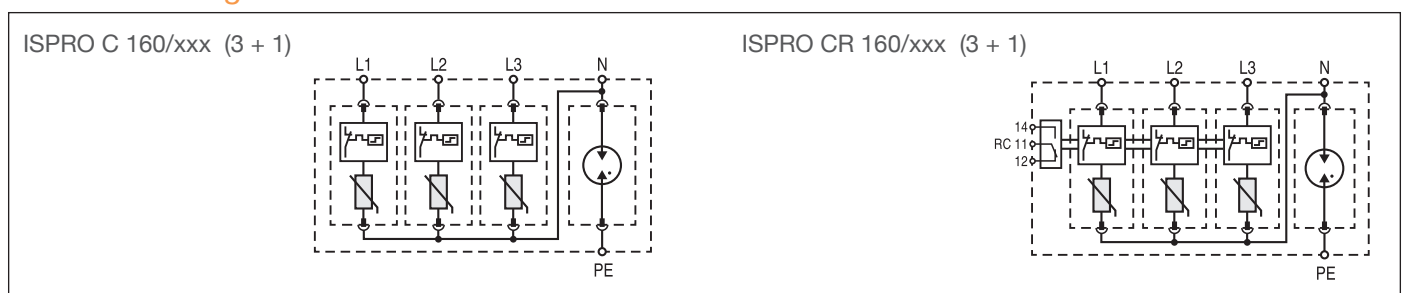 ISPRO C 160/xxx (3 + 1)
L1 L2 L3 N
PE
ISPRO CR 160/xxx (3 + 1)
L1 L2 L3 N
14
RC 11
12
PE